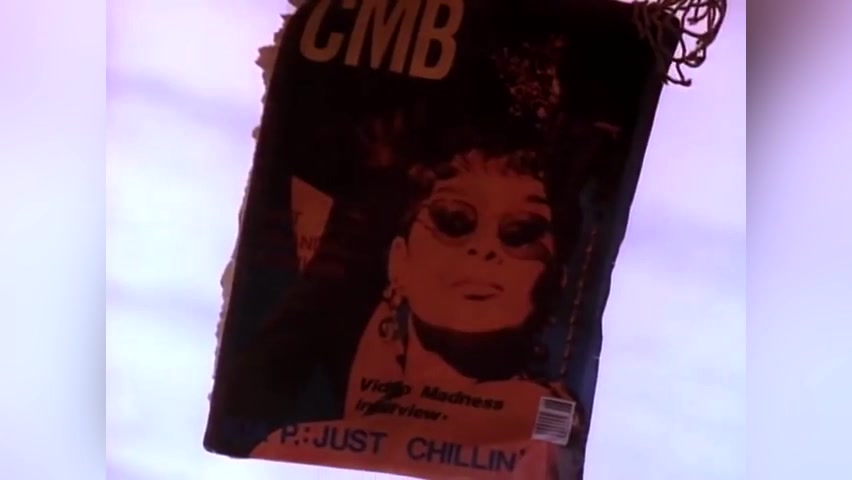 CMB
Video Madness
Interview:
P.: JUST CHILLIN'